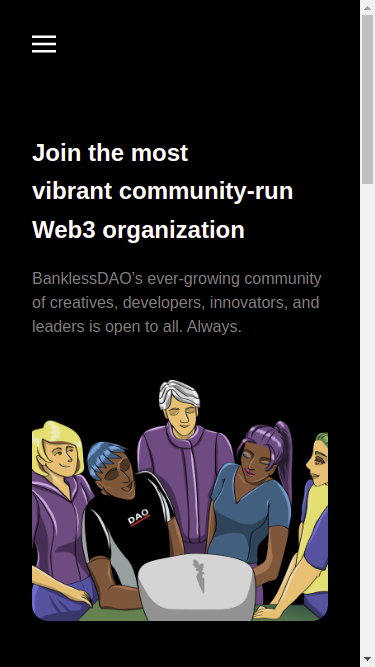 Join the most
vibrant community-run
Web3 organization
BanklessDAO’s ever-growing community
of creatives, developers, innovators, and
leaders is open to all. Always.
DAO